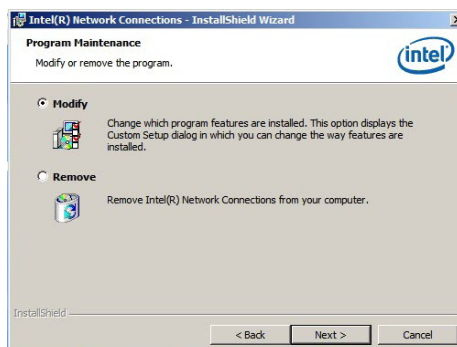 Intel(R) Network Connections - InstallShield Wizard
Program Maintenance
Modify or remove the program.
intel
Modify
Change which program features are installed. This option displays the
Custom Setup dialog in which you can change the way features are
installed.
Remove
Remove Intel(R) Network Connections from your computer.
InstallShield
< Back
Next >
Cancel